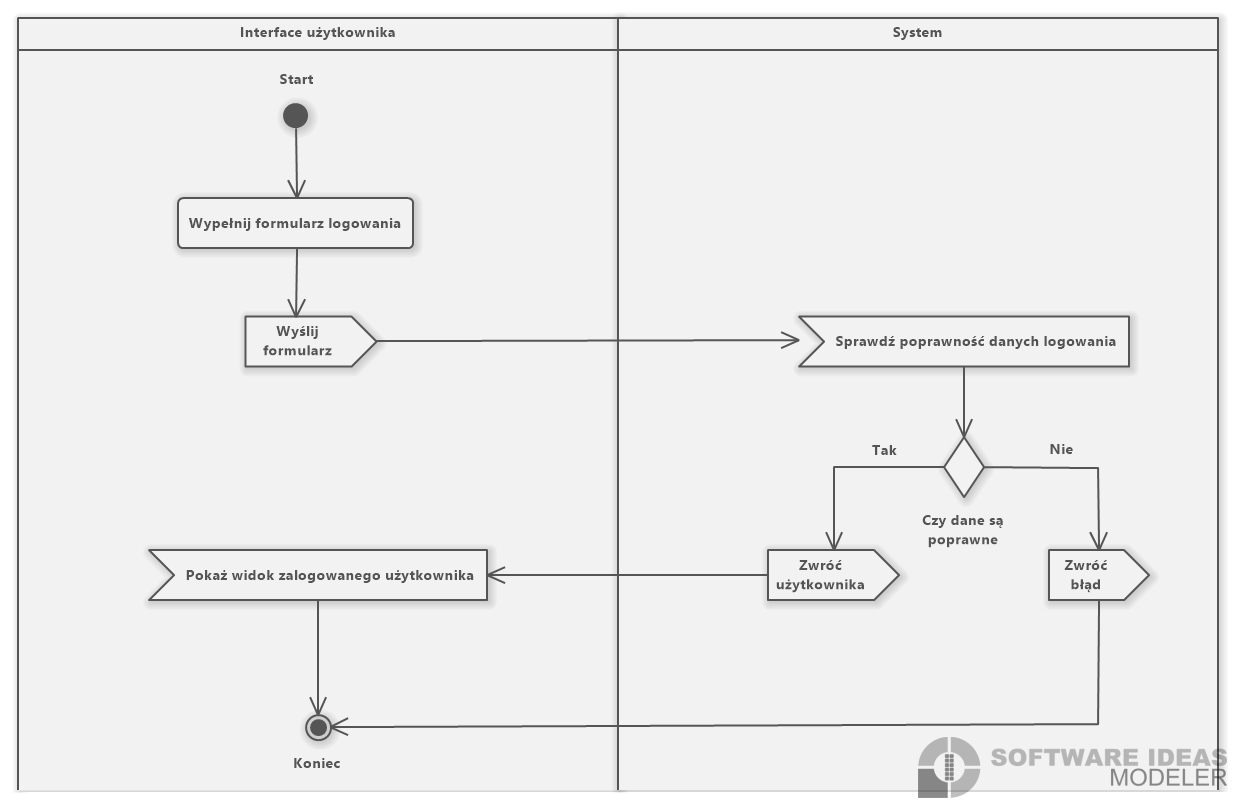 Interface użytkownika
System
Start
Wypełnij formularz logowania
Wyślij
formularz
Sprawdź poprawność danych logowania
Tak
Nie
Czy dane są
poprawne
Pokaż widok zalogowanego użytkownika
Zwróć
użytkownika
Zwróć
błąd
Koniec
SOFTWARE IDEAS
MODELER